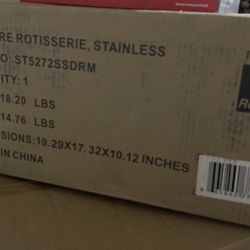 RE ROTISSERIE, STAINLESS
O: ST5272SSDRM
ITY: 1
18.20 LBS
14.76 LBS
SIONS: 19.29X17.32X10.12 INCHES
IN CHINA